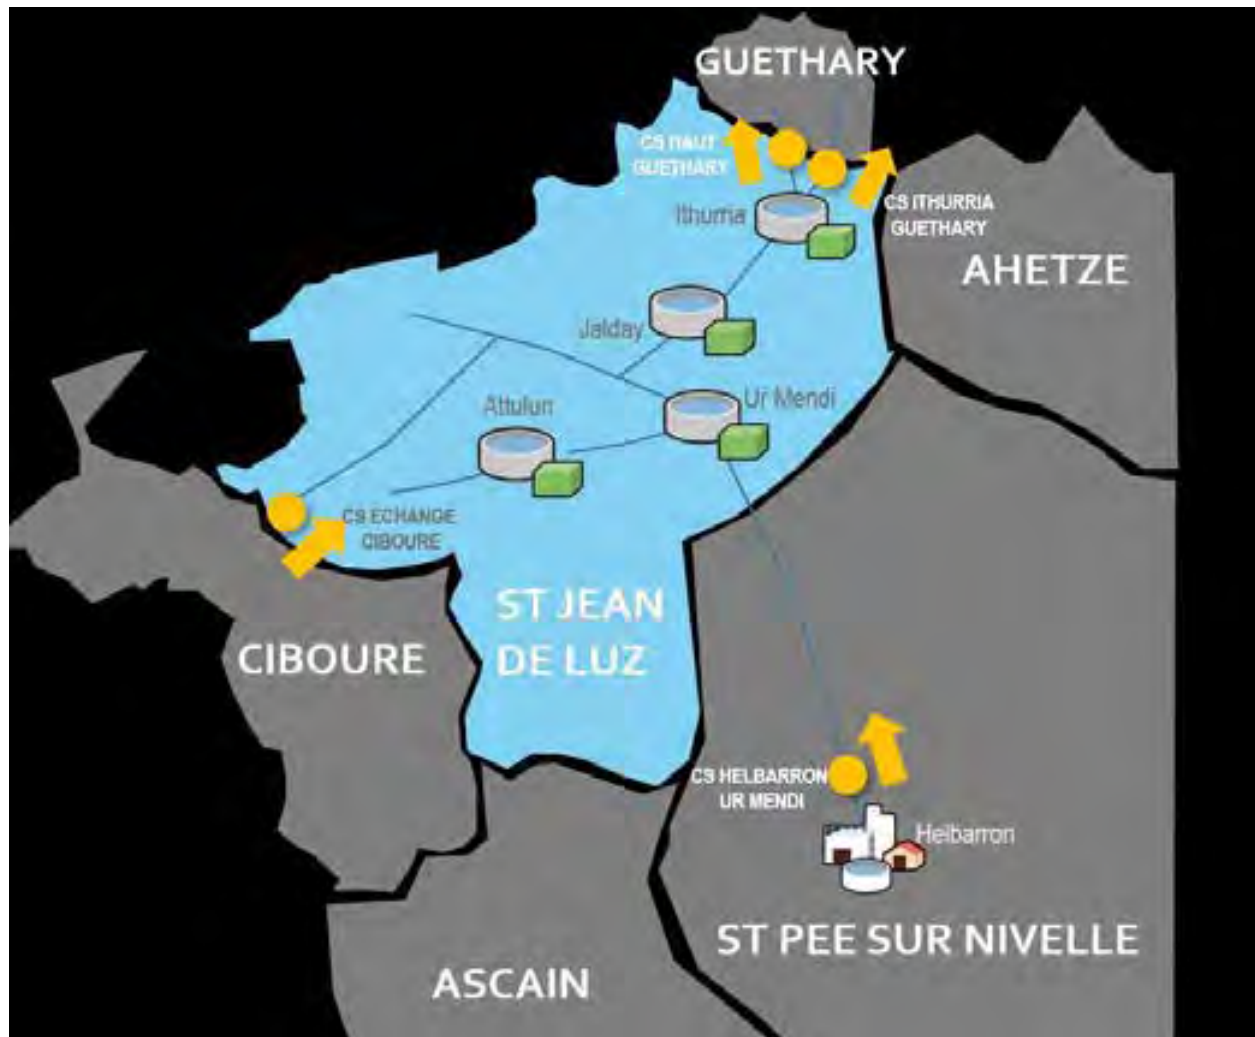 GUETHARY
CS HAUT
GUETHARY
Ithurria
CS ITHURRIA
GUETHARY
AHETZE
Jalday
Ur Mendi
Attulun
CS ECHANGE
CIBOURE
ST JEAN
DE LUZ
CIBOURE
CS HELBARRON
UR MENDI
Helbarron
ST PEE SUR NIVELLE
ASCAIN